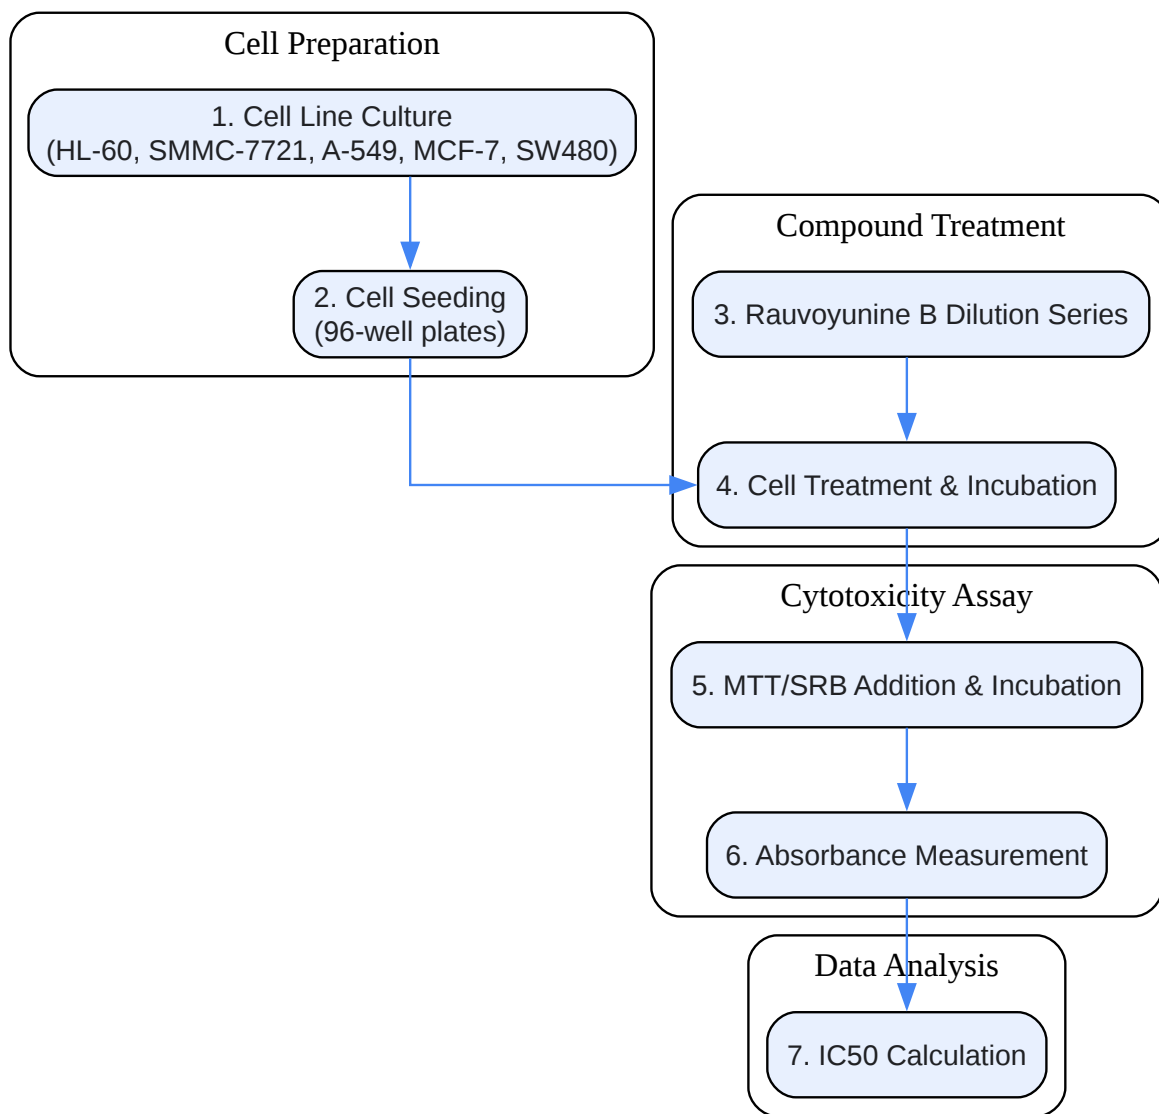 Cell Preparation
1. Cell Line Culture
(HL-60, SMMC-7721, A-549, MCF-7, SW480)
2. Cell Seeding
(96-well plates)
Compound Treatment
3. Rauvoyunine B Dilution Series
4. Cell Treatment & Incubation
Cytotoxicity Assay
5. MTT/SRB Addition & Incubation
6. Absorbance Measurement
Data Analysis
7. IC50 Calculation